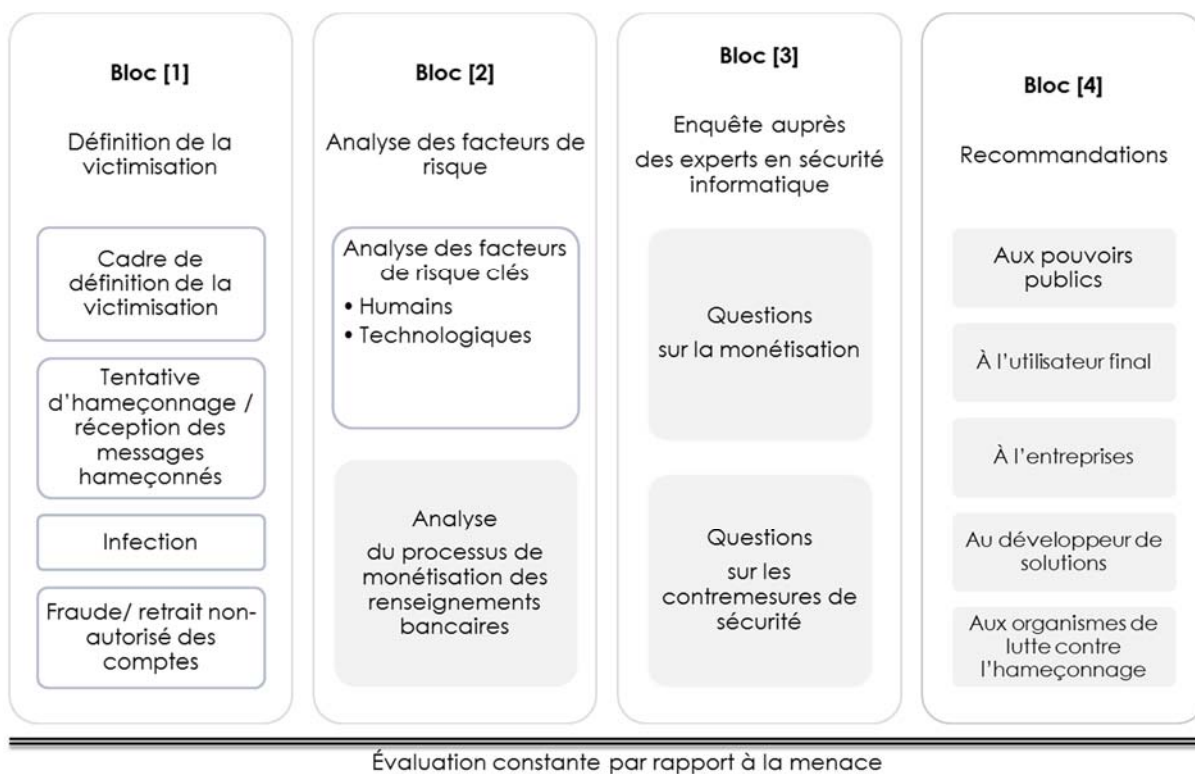 Bloc [1]
Définition de la
victimisation
Cadre de
définition de la
victimisation
Tentative
d'hameçonnage /
réception des
messages
hameçonnés
Infection
Fraude/ retrait non-
autorisé des
comptes
Bloc [2]
Analyse des facteurs de
risque
Analyse des facteurs
de risque clés
• Humains
• Technologiques
Analyse
du processus de
monétisation des
renseignements
bancaires
Bloc [3]
Enquête auprès
des experts en sécurité
informatique
Questions
sur la monétisation
Questions
sur les
contremesures de
sécurité
Bloc [4]
Recommandations
Aux pouvoirs
publics
À l'utilisateur final
À l'entreprises
Au développeur de
solutions
Aux organismes de
lutte contre
l'hameçonnage
Évaluation constante par rapport à la menace